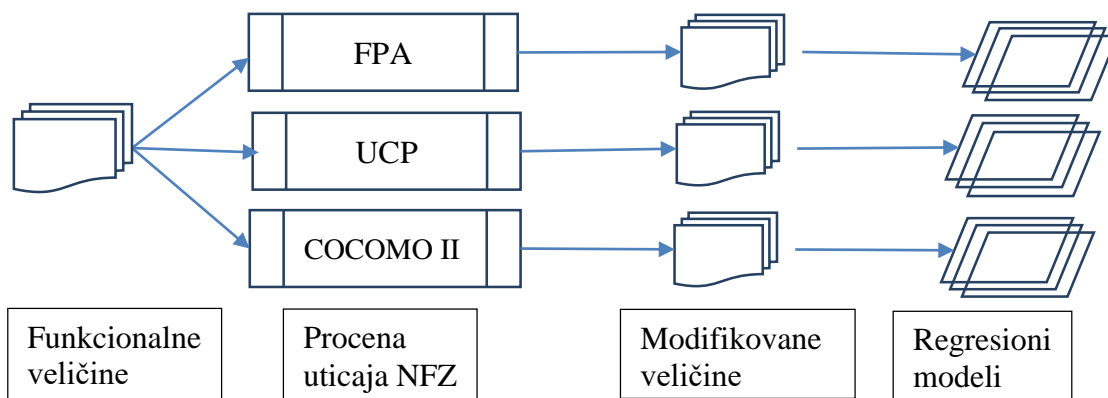 FPA
UCP
COCOMO II
Funkcionalne
veličine
Procena
uticaja NFZ
Modifikovane
veličine
Regresioni
modeli